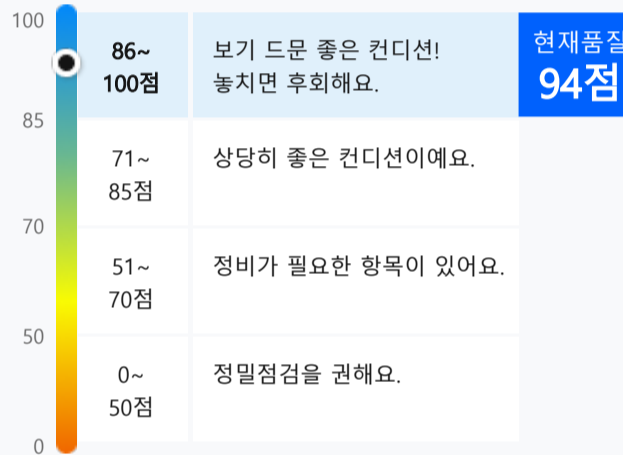 100
86~
100점
보기 드문 좋은 컨디션!
놓치면 후회해요.
현재품질
94점
85
71~
85점
상당히 좋은 컨디션이예요.
70
51~
70점
정비가 필요한 항목이 있어요.
50
0~
50점
정밀점검을 권해요.
0